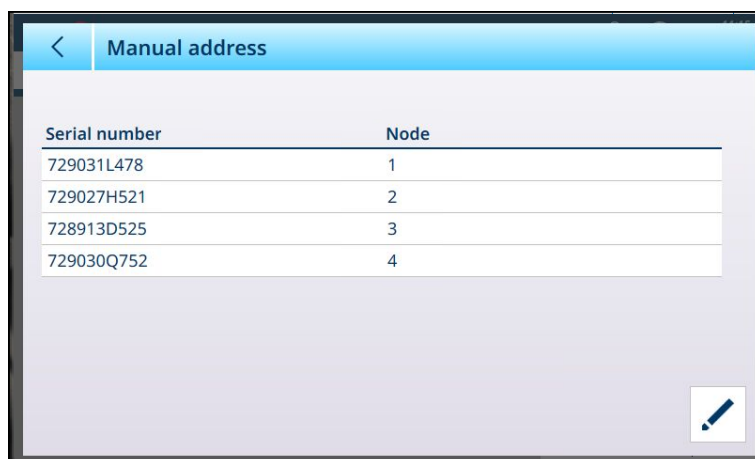 Manual address
Serial number Node
729031L478 1
729027H521 2
728913D525 3
729030Q752 4